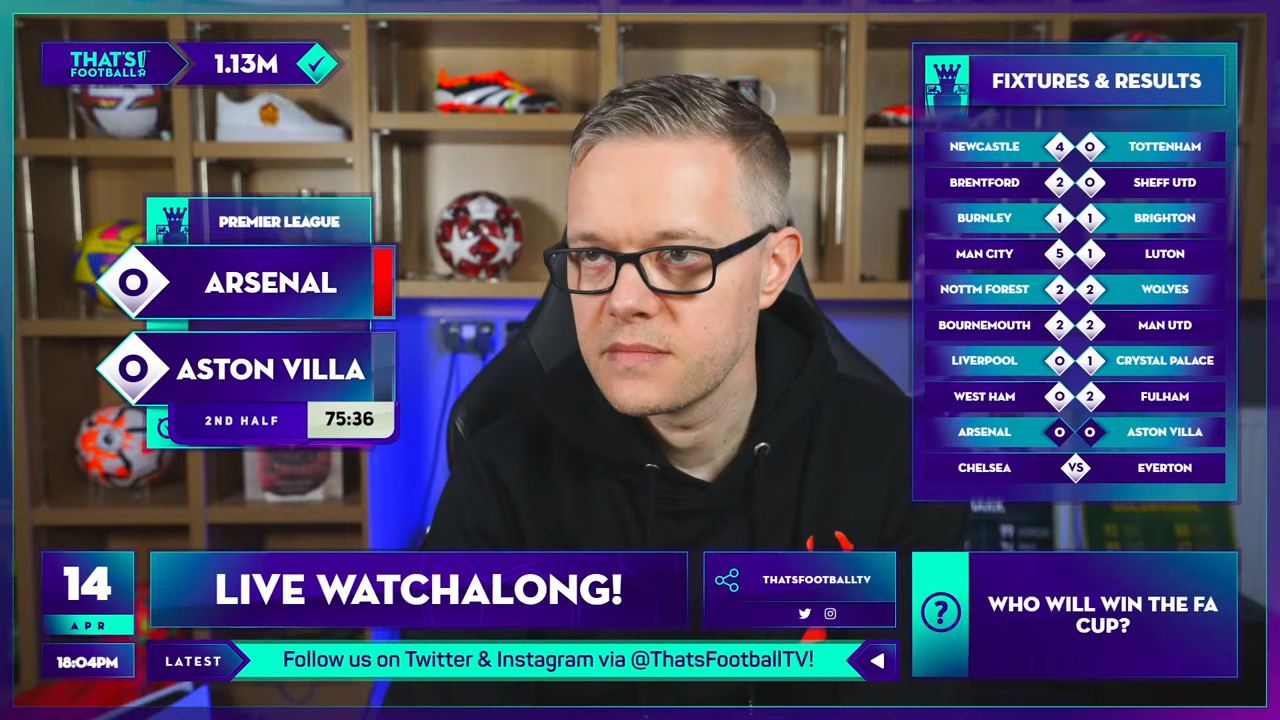 THAT'S!
FOOTBALL
1.13M
PREMIER LEAGUE
0 ARSENAL
0 ASTON VILLA
2ND HALF 75:36
FIXTURES & RESULTS
NEWCASTLE 4 0 TOTTENHAM
BRENTFORD 2 0 SHEFF UTD
BURNLEY 1 1 BRIGHTON
MAN CITY 5 1 LUTON
NOTTM FOREST 2 2 WOLVES
BOURNEMOUTH 2 2 MAN UTD
LIVERPOOL 0 1 CRYSTAL PALACE
WEST HAM 0 2 FULHAM
ARSENAL 0 0 ASTON VILLA
CHELSEA VS EVERTON
14
APR
18:04PM
LIVE WATCHALONG!
THATSFOOTBALLTV
LATEST
Follow us on Twitter & Instagram via @ThatsFootballTV!
?
WHO WILL WIN THE FA
CUP?